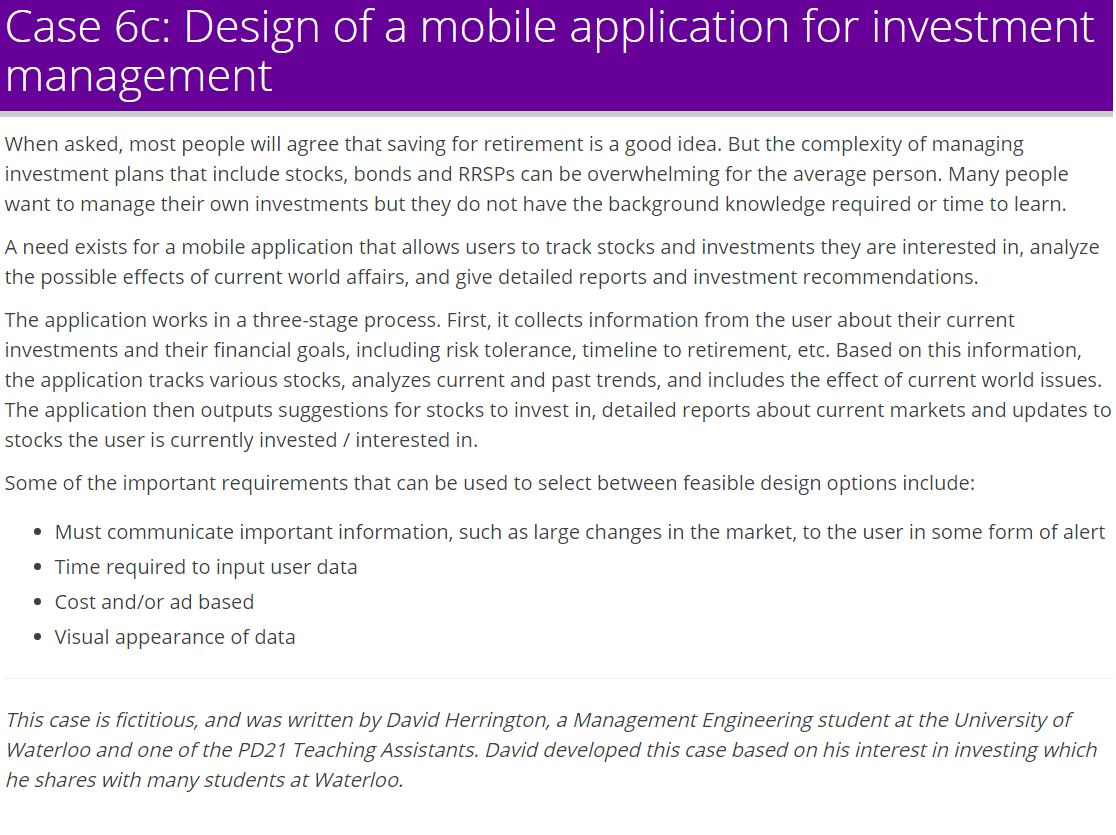 Case 6c: Design of a mobile application for investment
management
When asked, most people will agree that saving for retirement is a good idea. But the complexity of managing
investment plans that include stocks, bonds and RRSPs can be overwhelming for the average person. Many people
want to manage their own investments but they do not have the background knowledge required or time to learn.
A need exists for a mobile application that allows users to track stocks and investments they are interested in, analyze
the possible effects of current world affairs, and give detailed reports and investment recommendations.
The application works in a three-stage process. First, it collects information from the user about their current
investments and their financial goals, including risk tolerance, timeline to retirement, etc. Based on this information,
the application tracks various stocks, analyzes current and past trends, and includes the effect of current world issues.
The application then outputs suggestions for stocks to invest in, detailed reports about current markets and updates to
stocks the user is currently invested / interested in.
Some of the important requirements that can be used to select between feasible design options include:
• Must communicate important information, such as large changes in the market, to the user in some form of alert
• Time required to input user data
• Cost and/or ad based
• Visual appearance of data
This case is fictitious, and was written by David Herrington, a Management Engineering student at the University of
Waterloo and one of the PD21 Teaching Assistants. David developed this case based on his interest in investing which
he shares with many students at Waterloo.